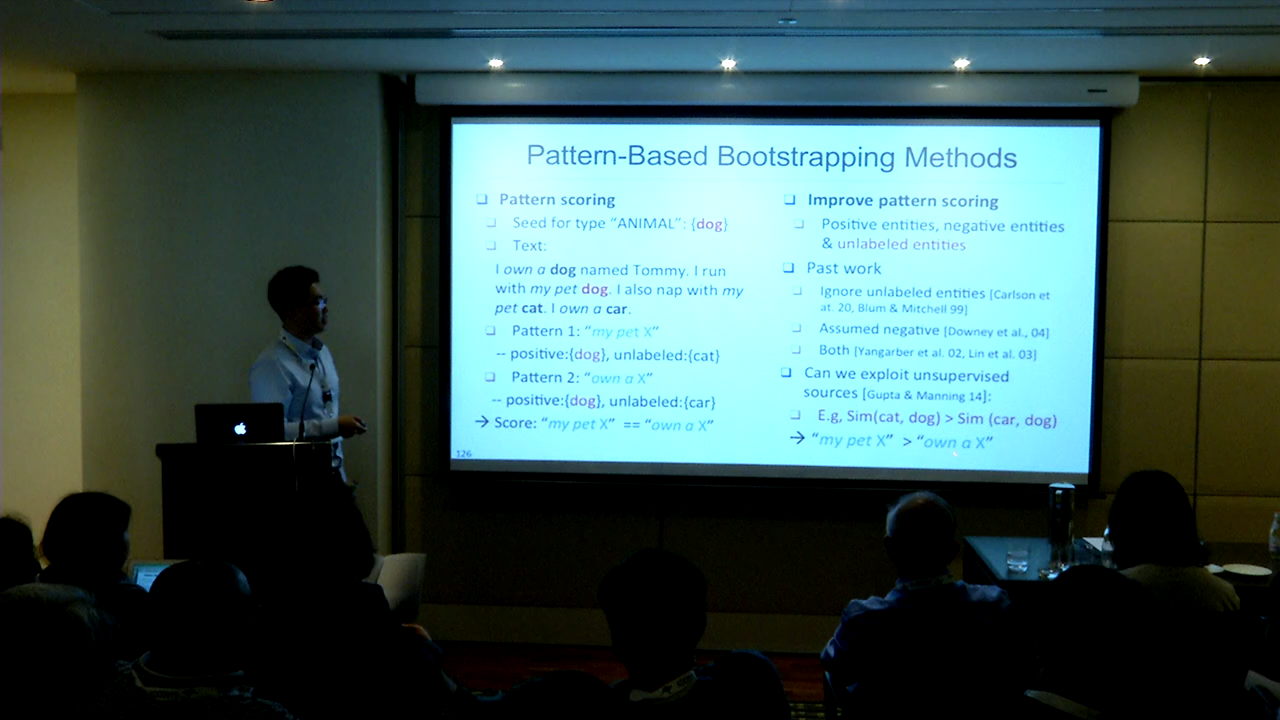 Pattern-Based Bootstrapping Methods
Pattern scoring
Seed for type “ANIMAL”: {dog}
Text:
I own a dog named Tommy. I run
with my pet dog. I also nap with my
pet cat. I own a car.
Pattern 1: “my pet X”
-- positive:{dog}, unlabeled:{cat}
Pattern 2: “own a X”
-- positive:{dog}, unlabeled:{car}
→ Score: “my pet X” == “own a X”
126
Improve pattern scoring
Positive entities, negative entities
& unlabeled entities
Past work
Ignore unlabeled entities [Carlson et
at. 20, Blum & Mitchell 99]
Assumed negative [Downey et al., 04]
Both [Yangarber et al. 02, Lin et al. 03]
Can we exploit unsupervised
sources [Gupta & Manning 14]:
E.g, Sim(cat, dog) > Sim (car, dog)
→ “my pet X” > “own a X”